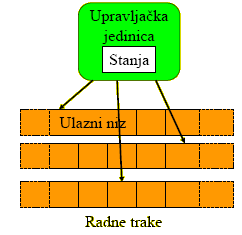 Upravljačka
jedinica
Stanja
Ulazni niz
Radne trake